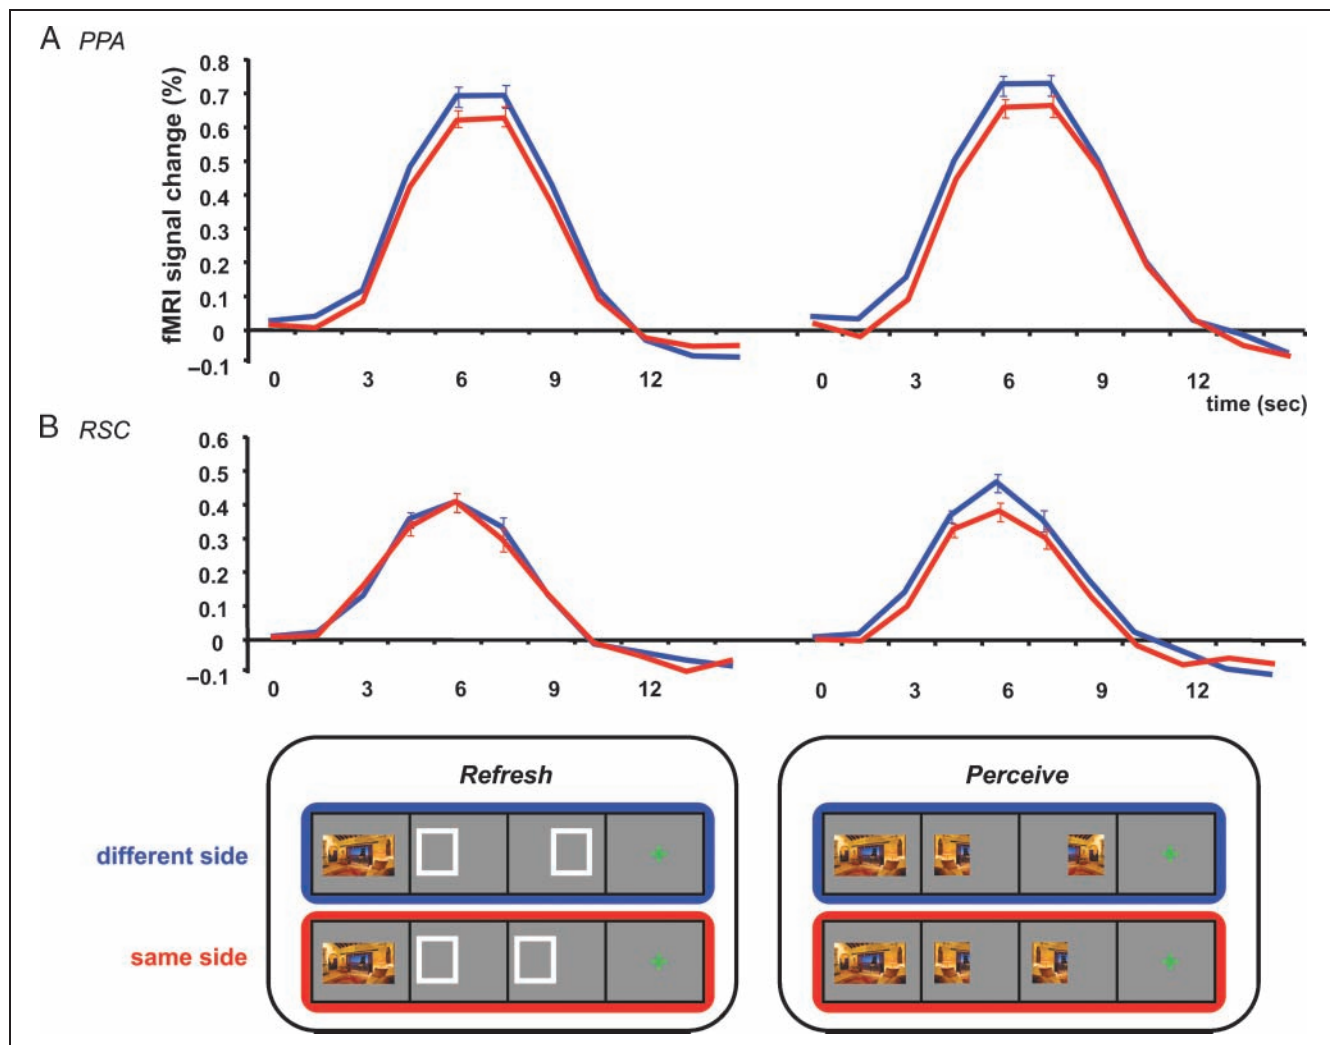 A PPA
fMRI signal change (%)
0.8
0.7
0.6
0.5
0.4
0.3
0.2
0.1
0
–0.1
0 3 6 9 12
0 3 6 9 12
time (sec)
B RSC
0.6
0.5
0.4
0.3
0.2
0.1
0
–0.1
0 3 6 9 12
0 3 6 9 12
Refresh
Perceive
different side
same side